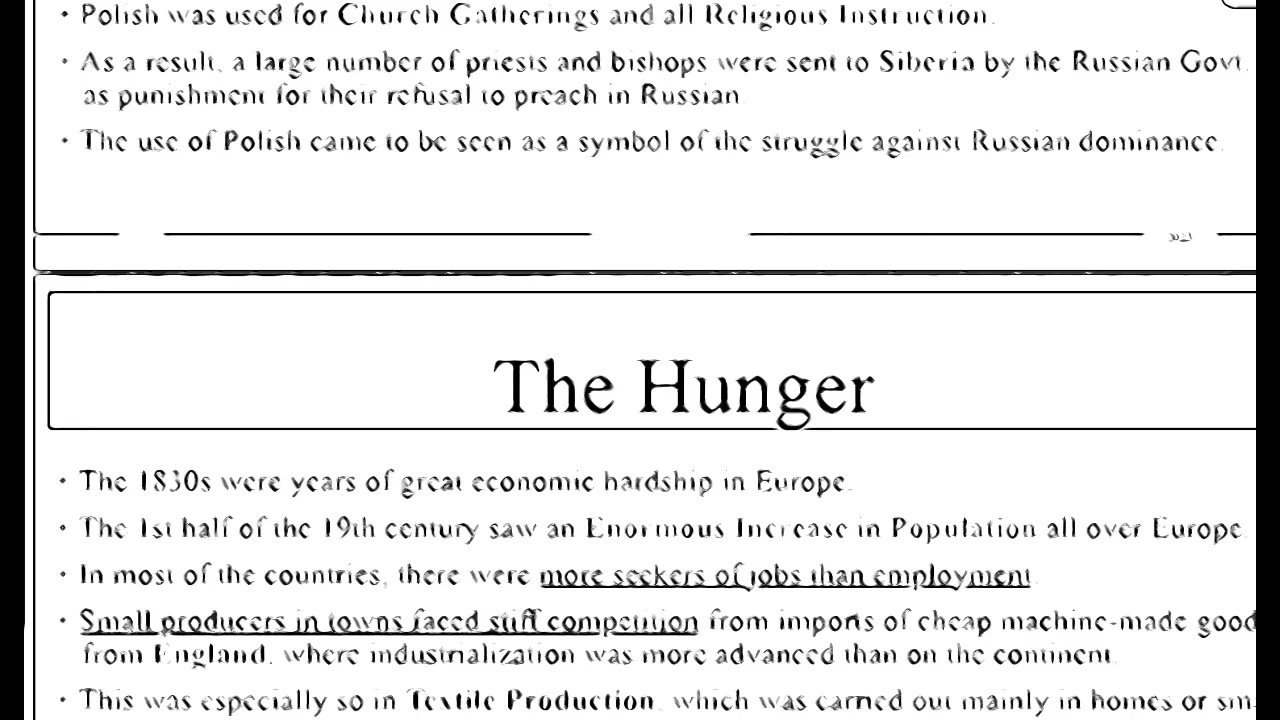 • Polish was used for Church Gatherings and all Religious Instruction.
• As a result, a large number of priests and bishops were sent to Siberia by the Russian Govt.
as punishment for their refusal to preach in Russian.
• The use of Polish came to be seen as a symbol of the struggle against Russian dominance.
The Hunger
• The 1830s were years of great economic hardship in Europe.
• The 1st half of the 19th century saw an Enormous Increase in Population all over Europe.
• In most of the countries, there were more seekers of jobs than employment.
• Small producers in towns faced stiff competition from imports of cheap machine-made good
from England, where industrialization was more advanced than on the continent.
• This was especially so in Textile Production, which was carried out mainly in homes or sm